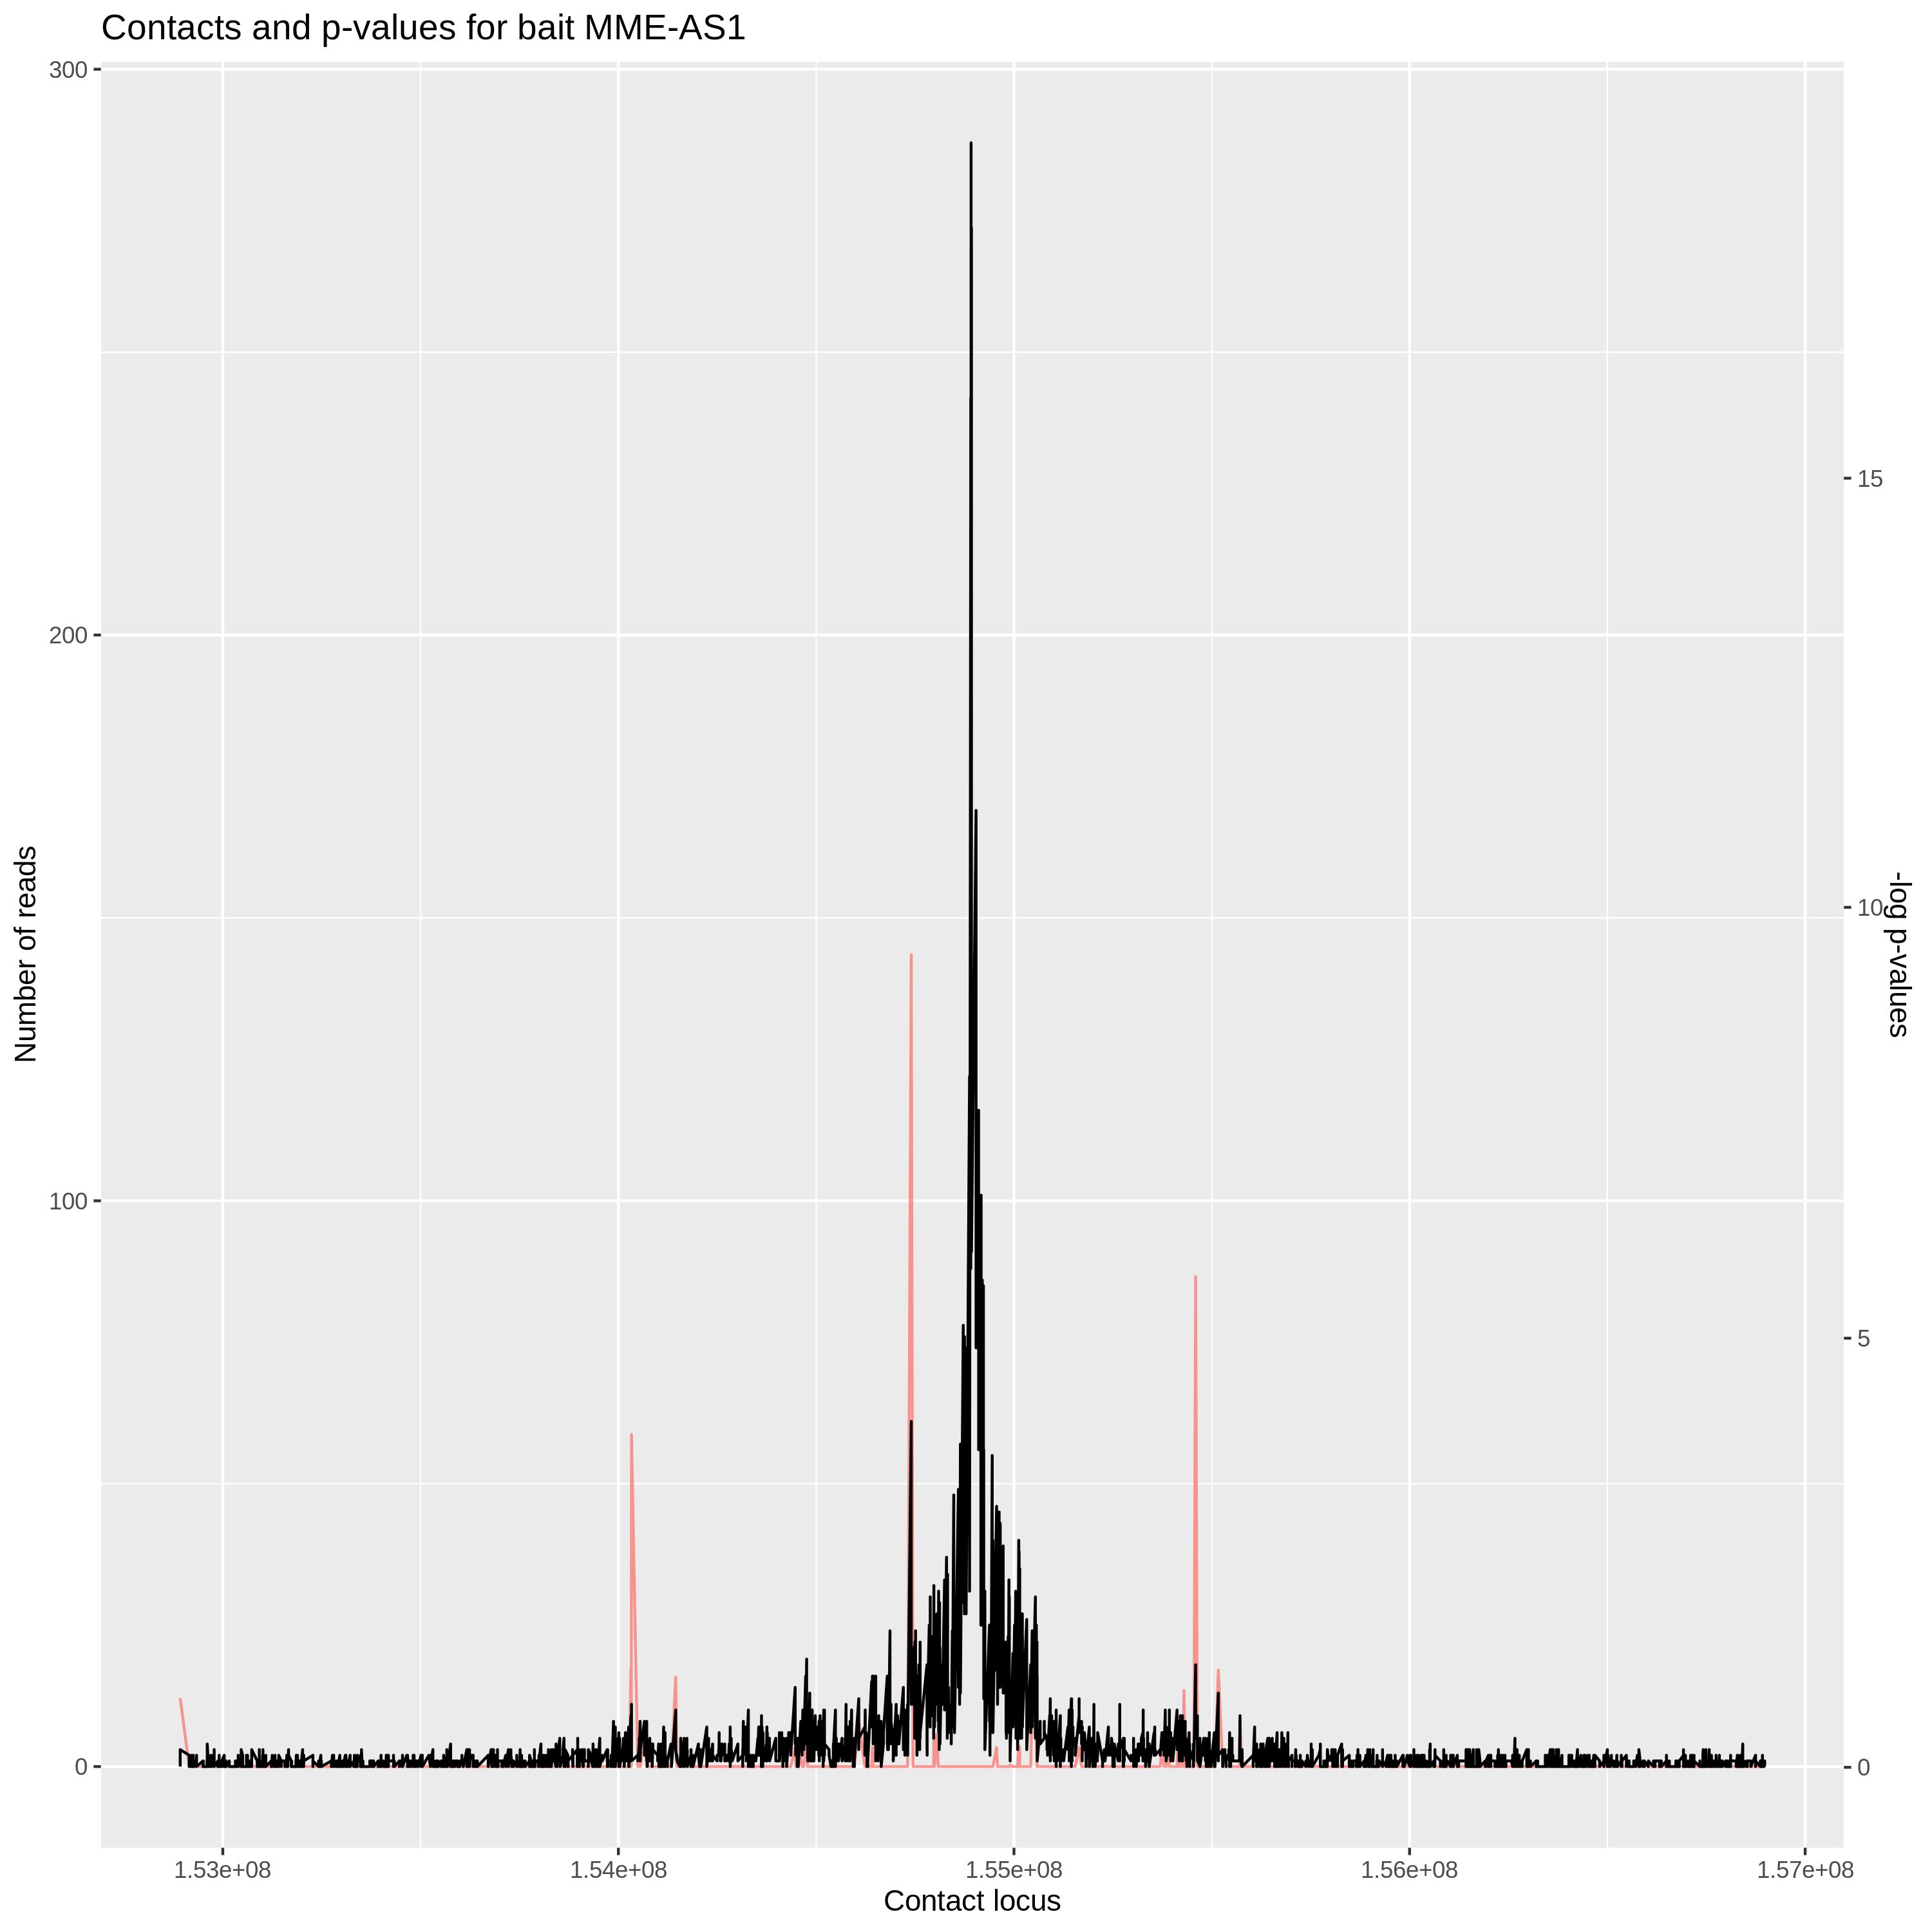 Contacts and p-values for bait MME-AS1
300
200
100
0
Number of reads
15
10
5
0
-log p-values
1.53e+08 1.54e+08 1.55e+08 1.56e+08 1.57e+08
Contact locus